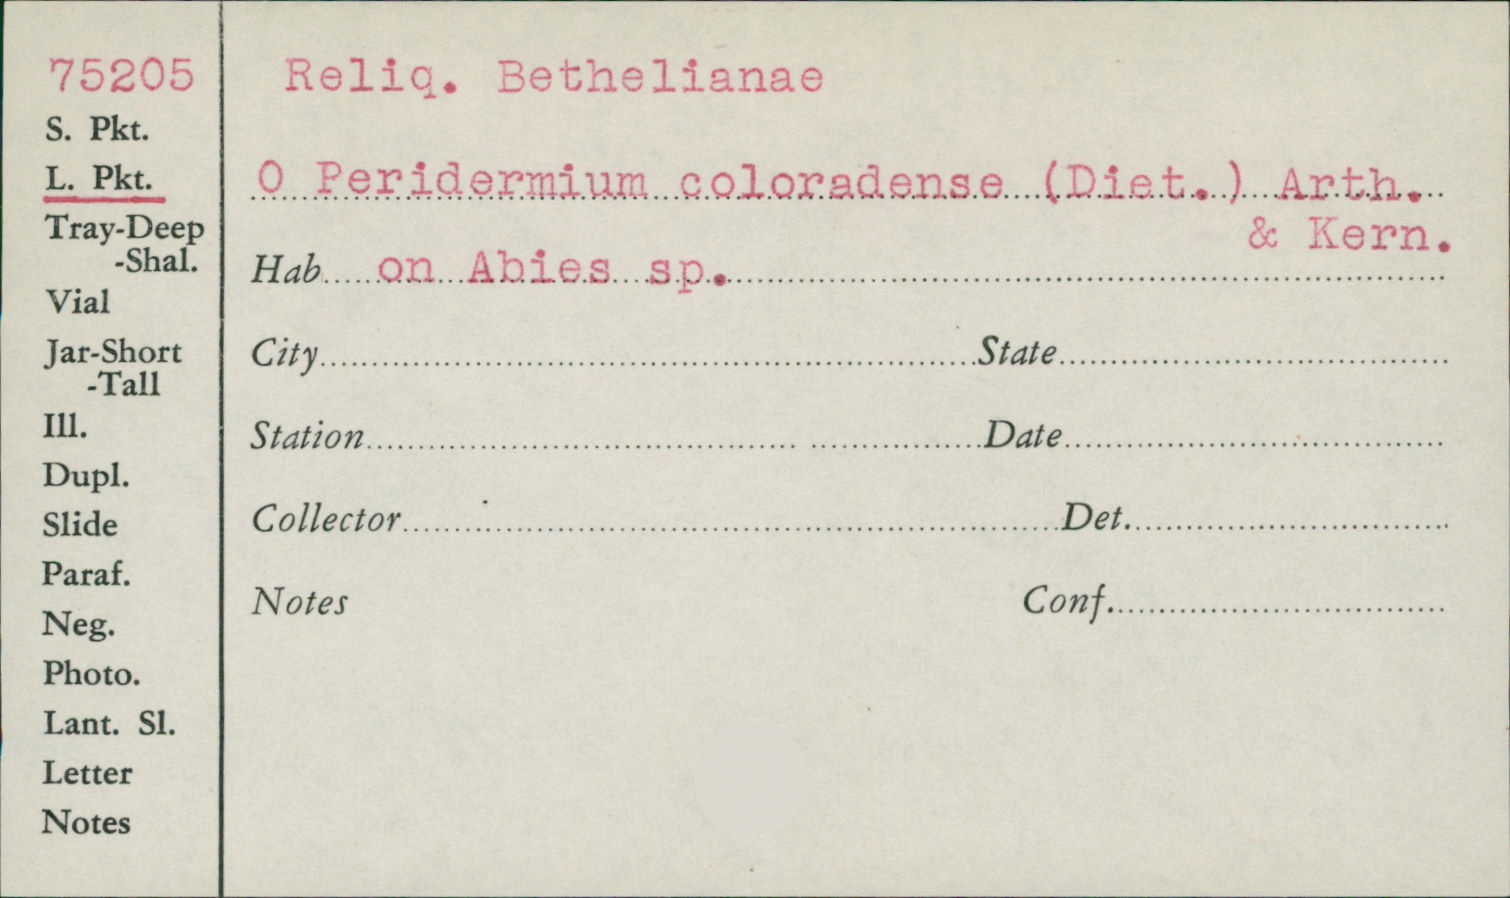 75205
S. Pkt.
L. Pkt.
Tray-Deep
-Shal.
Vial
Jar-Short
-Tall
Ill.
Dupl.
Slide
Paraf.
Neg.
Photo.
Lant. Sl.
Letter
Notes
Reliq. Bethelianae
O Peridermium coloradense (Diet.) Arth.
& Kern.
Hab. on Abies sp.
City State
Station Date
Collector Det.
Notes Conf.